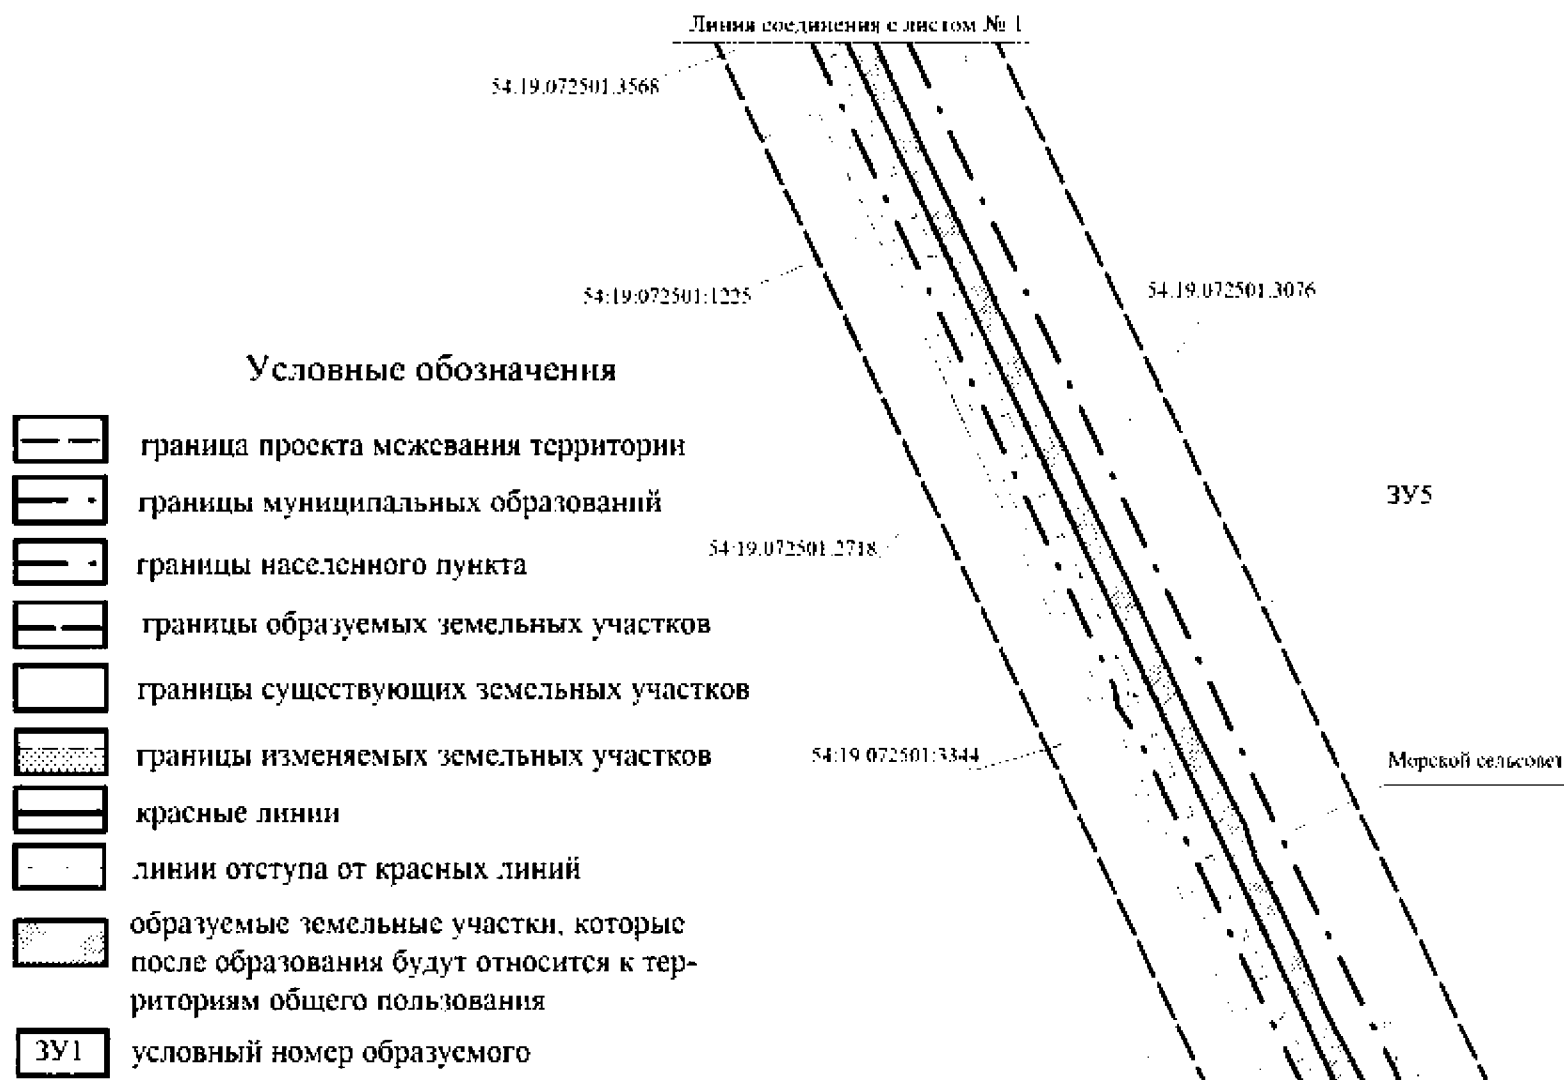 Линия соединения с листом № 1
54:19:072501:3568
54:19:072501:1225
54:19:072501:3076
Условные обозначения
граница проекта межевания территории
границы муниципальных образований
ЗУ5
границы населенного пункта
54:19:072501:2718
границы образуемых земельных участков
границы существующих земельных участков
границы изменяемых земельных участков
54:19:072501:3344
Морской сельсовет
красные линии
линии отступа от красных линий
образуемые земельные участки, которые
после образования будут относится к тер-
риториям общего пользования
ЗУ1 условный номер образуемого